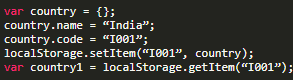 var country = {};
country.name = “India”;
country.code = “I001”;
localStorage.setItem(“I001”, country);
var country1 = localStorage.getItem(“I001”);